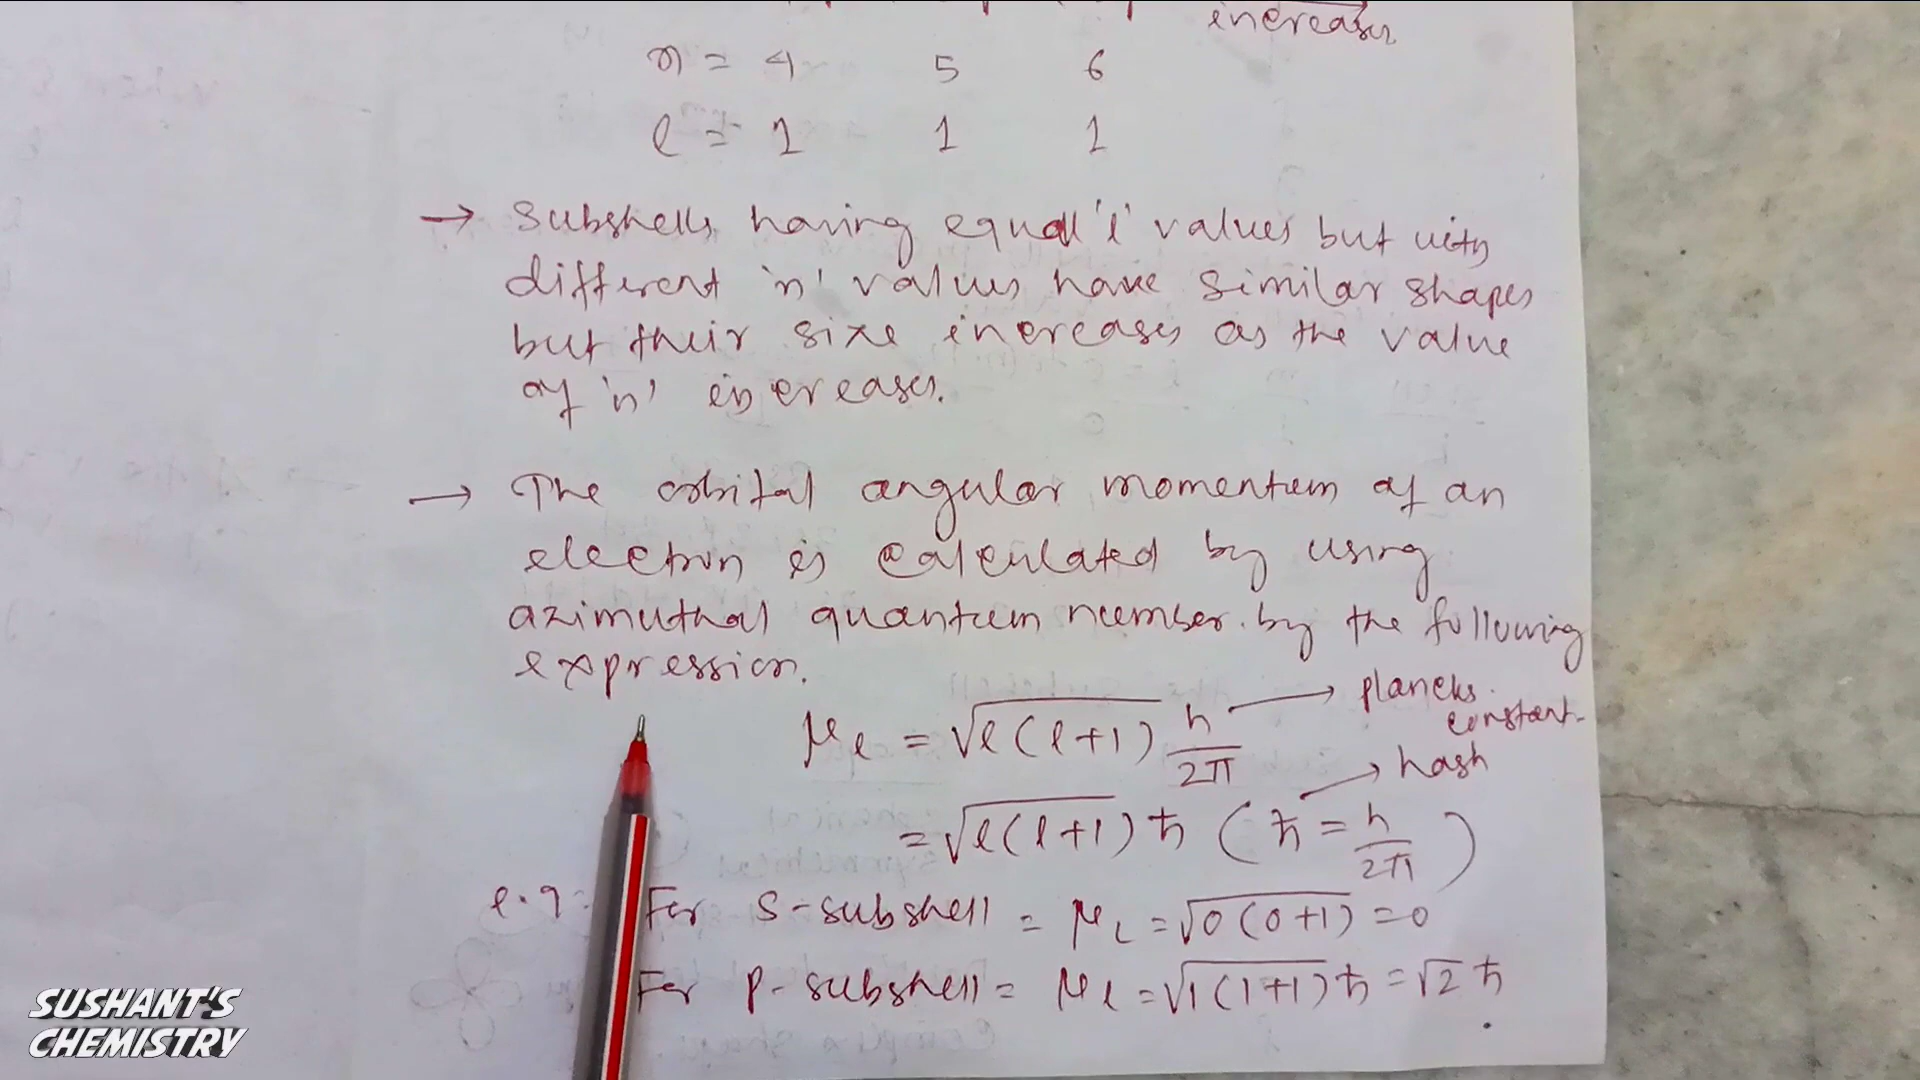 increases
n = 4 5 6
l = 1 1 1
→ Subshells having equal 'l' values but with
different 'n' values have similar shapes
but their size increases as the value
of 'n' increases.
→ The orbital angular momentum of an
electron is calculated by using
azimuthal quantum number by the following
expression.
μl = √l(l+1) h/2π → plancks constant
= √l(l+1) ħ (ħ = h/2π) → hash
e.g: For s-subshell = μl = √0(0+1) = 0
For p-subshell = μl = √1(1+1) ħ = √2 ħ
SUSHANT'S
CHEMISTRY